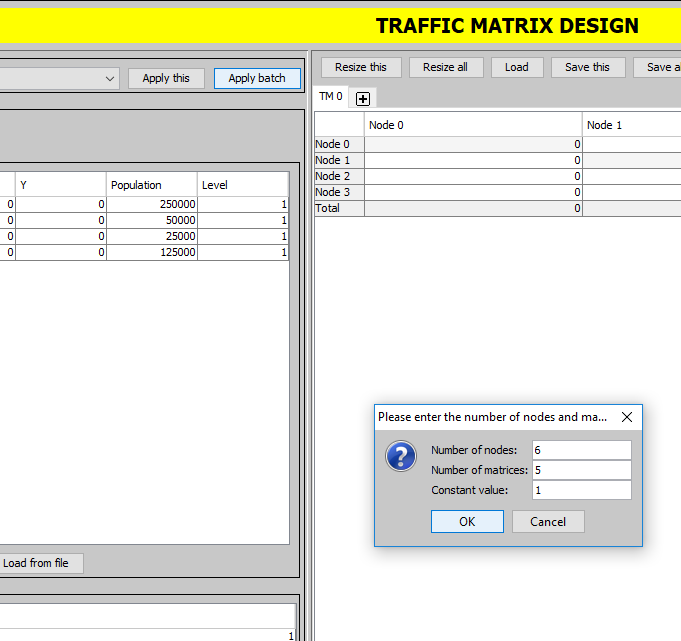 TRAFFIC MATRIX DESIGN
Apply this Apply batch
Resize this Resize all Load Save this Save al
TM 0
Node 0 Node 1
Node 0 0
Node 1 0
Node 2 0
Node 3 0
Total 0
Y Population Level
0 0 250000 1
0 0 50000 1
0 0 25000 1
0 0 125000 1
Please enter the number of nodes and ma...
Number of nodes: 6
Number of matrices: 5
Constant value: 1
OK Cancel
Load from file
1